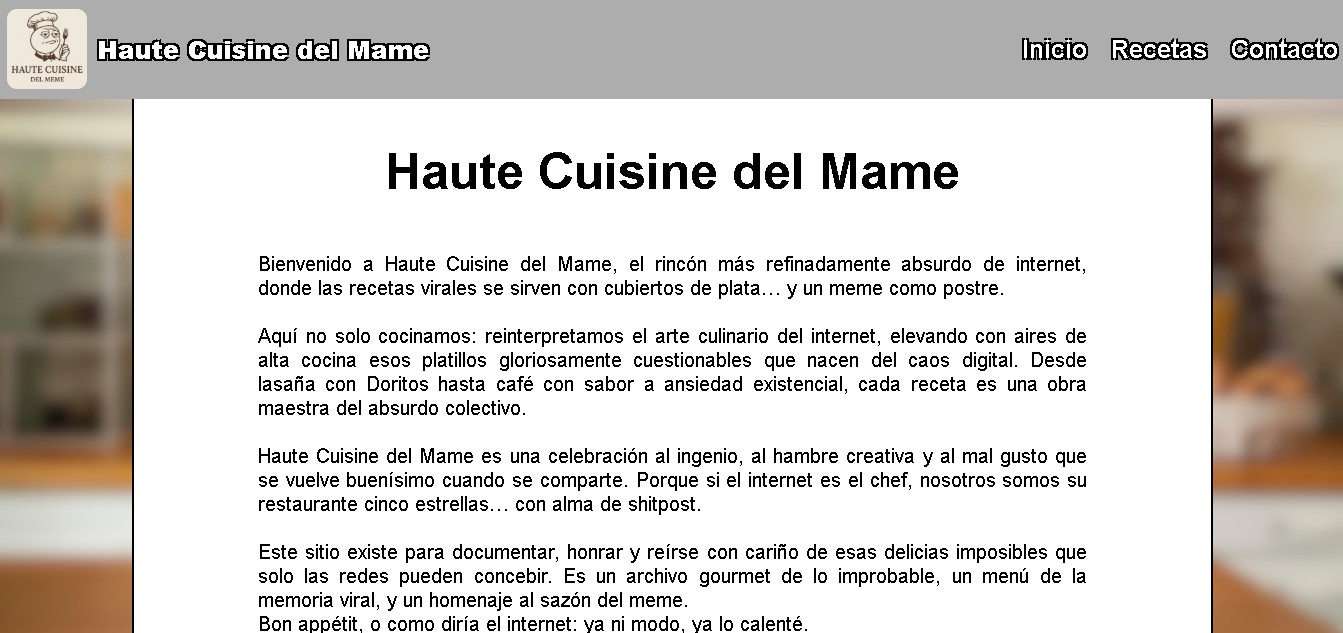 HAUTE CUISINE
DEL MEME
Haute Cuisine del Mame
Inicio Recetas Contacto
Haute Cuisine del Mame
Bienvenido a Haute Cuisine del Mame, el rincón más refinadamente absurdo de internet,
donde las recetas virales se sirven con cubiertos de plata… y un meme como postre.
Aquí no solo cocinamos: reinterpretamos el arte culinario del internet, elevando con aires de
alta cocina esos platillos gloriosamente cuestionables que nacen del caos digital. Desde
lasaña con Doritos hasta café con sabor a ansiedad existencial, cada receta es una obra
maestra del absurdo colectivo.
Haute Cuisine del Mame es una celebración al ingenio, al hambre creativa y al mal gusto que
se vuelve buenísimo cuando se comparte. Porque si el internet es el chef, nosotros somos su
restaurante cinco estrellas… con alma de shitpost.
Este sitio existe para documentar, honrar y reírse con cariño de esas delicias imposibles que
solo las redes pueden concebir. Es un archivo gourmet de lo improbable, un menú de la
memoria viral, y un homenaje al sazón del meme.
Bon appétit, o como diría el internet: ya ni modo, ya lo calenté.